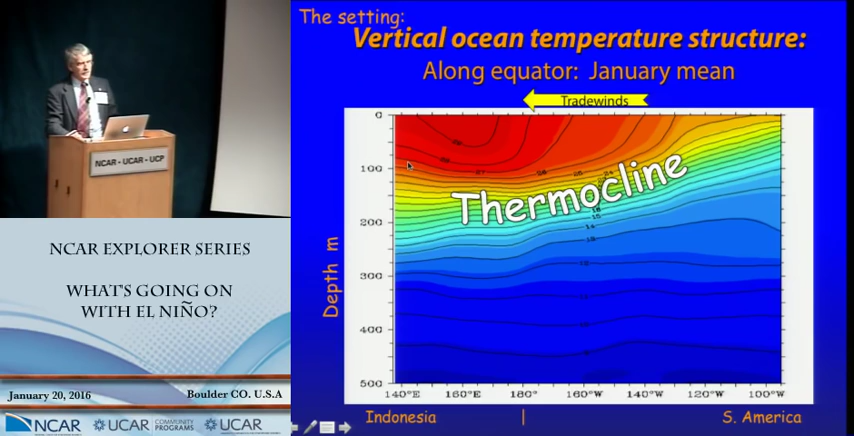 The setting:
Vertical ocean temperature structure:
Along equator: January mean
Tradewinds
Thermocline
Depth m
0
100
200
300
400
500
140°E 160°E 180° 160°W 140°W 120°W 100°W
Indonesia | S. America
NCAR - UCAR - UCP
NCAR EXPLORER SERIES
WHAT'S GOING ON
WITH EL NIÑO?
January 20, 2016 Boulder CO. U.S.A
NCAR UCAR COMMUNITY PROGRAMS UCAR